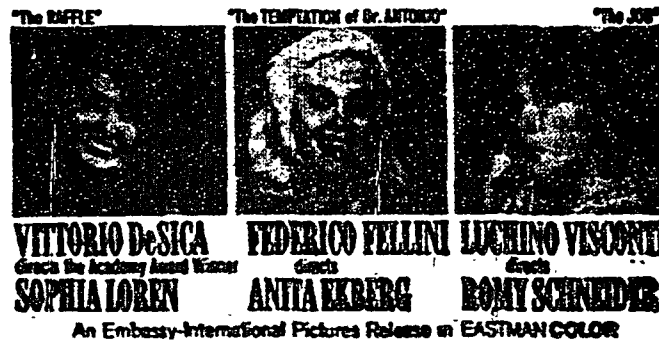 "The RAFFLE"
"The TEMPTATION of Dr. ANTONIO"
"The JOB"
VITTORIO DeSICA
directs the Academy Award Winner
SOPHIA LOREN
FEDERICO FELLINI
directs
ANITA EKBERG
LUCHINO VISCONTI
directs
ROMY SCHNEIDER
An Embassy-International Pictures Release in EASTMAN COLOR